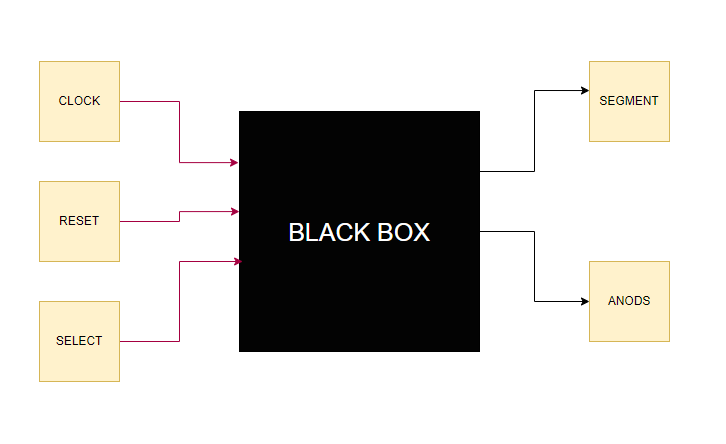 CLOCK
RESET
SELECT
BLACK BOX
SEGMENT
ANODS